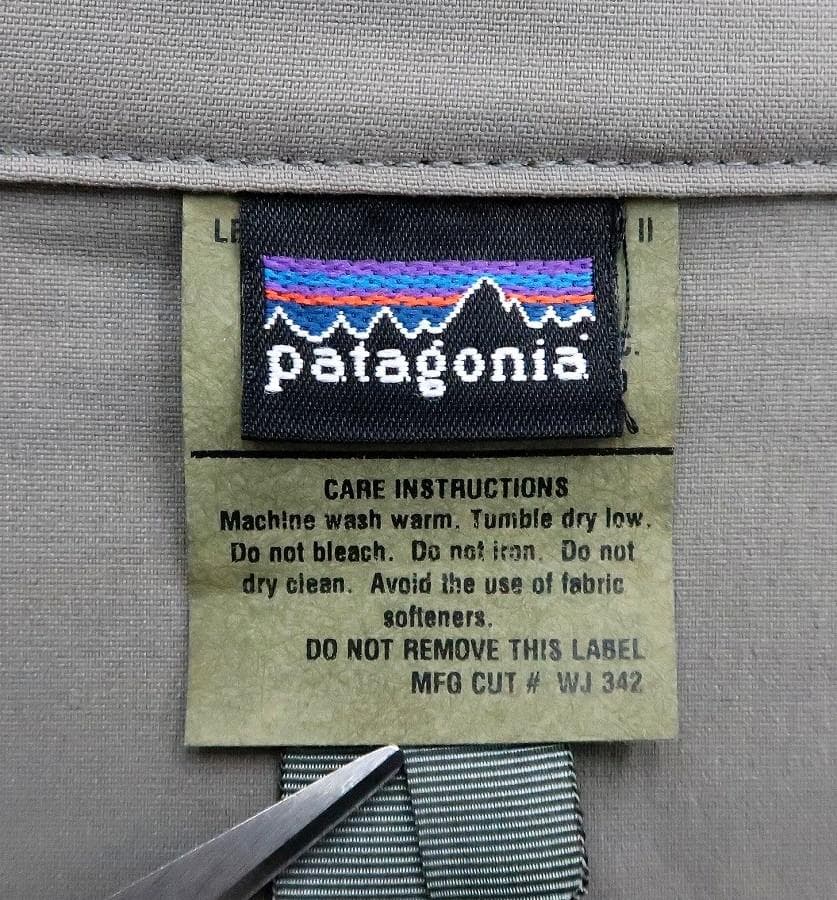 II
patagonia
CARE INSTRUCTIONS
Machine wash warm. Tumble dry low.
Do not bleach. Do not iron. Do not
dry clean. Avoid the use of fabric
softeners.
DO NOT REMOVE THIS LABEL
MFG CUT # WJ 342